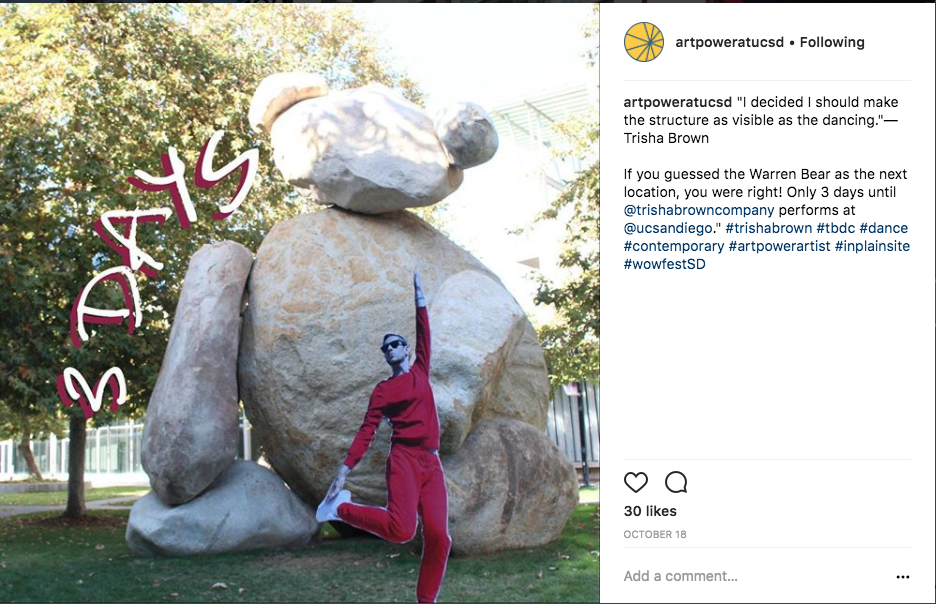 3 DAYS
artpoweratucsd • Following
artpoweratucsd "I decided I should make
the structure as visible as the dancing."—
Trisha Brown
If you guessed the Warren Bear as the next
location, you were right! Only 3 days until
@trishabrowncompany performs at
@ucsandiego." #trishabrown #tbdc #dance
#contemporary #artpowerartist #inplainsite
#wowfestSD
30 likes
OCTOBER 18
Add a comment...